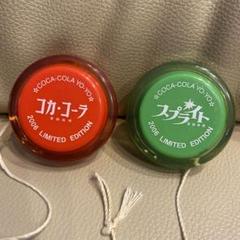 ☆COCA-COLA YO-YO☆
コカ・コーラ
2006 LIMITED EDITION
☆COCA-COLA YO-YO☆
スプライト
2006 LIMITED EDITION